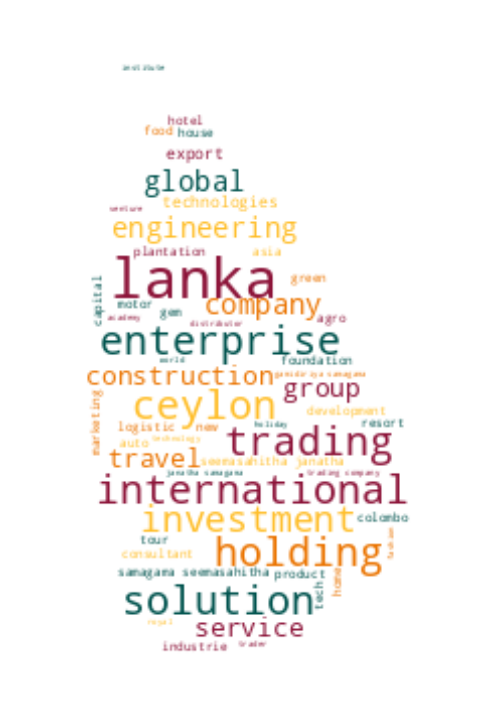 institute
hotel
food house
export
global
venture technologies
engineering
plantation asia
lanka green
capital motor company
academy gem agro
distributor
enterprise
world foundation
construction gamidiriya samagama
group
ceylon development
marketing logistic new holiday resort
trading
auto technology
travel seemasahitha janatha
janatha samagama trading company
international
investment colombo
tour
consultant holding fashion
samagama seemasahitha product
tech home
solution
royal service
industrie trader